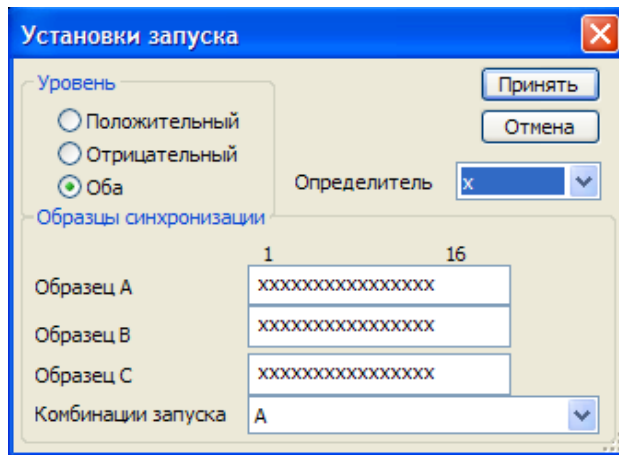 Установки запуска
Уровень
Принять
Положительный
Отмена
Отрицательный
Оба
Определитель x
Образцы синхронизации
1 16
Образец A xxxxxxxxxxxxxxxx
Образец B xxxxxxxxxxxxxxxx
Образец C xxxxxxxxxxxxxxxx
Комбинации запуска A